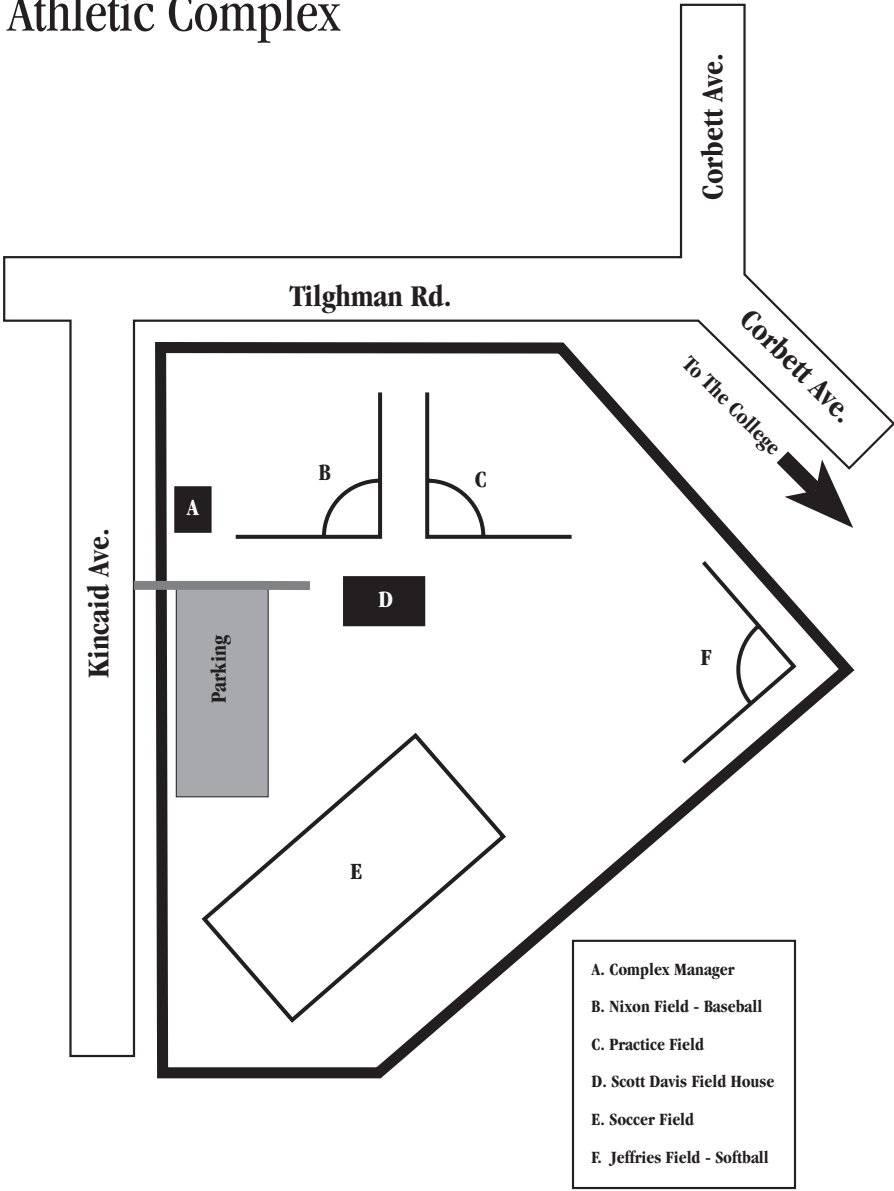 Athletic Complex
Corbett Ave.
Tilghman Rd.
Corbett Ave.
To The College
B
C
A
Kincaid Ave.
D
Parking
F
E
A. Complex Manager
B. Nixon Field - Baseball
C. Practice Field
D. Scott Davis Field House
E. Soccer Field
F. Jeffries Field - Softball